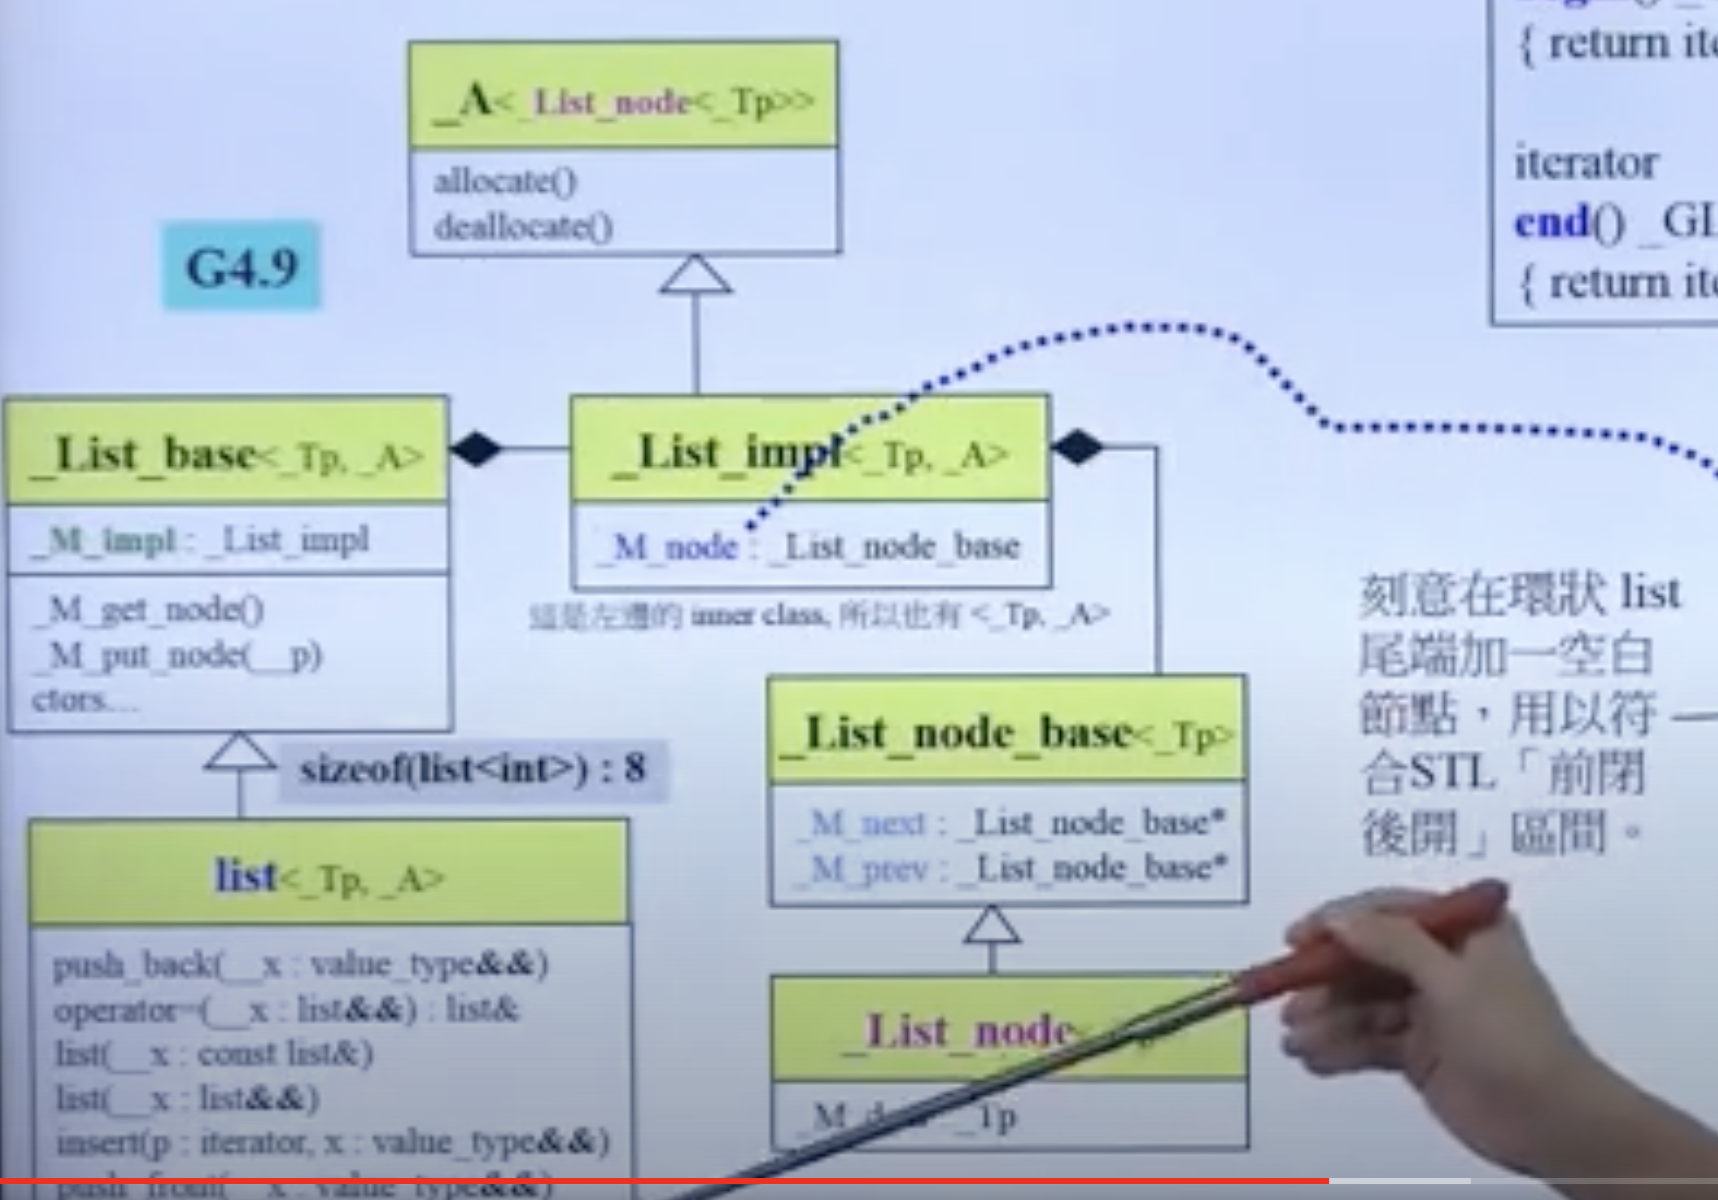 _A<_List_node<_Tp>>
allocate()
deallocate()
G4.9
_List_base<_Tp, _A>
_M_impl : _List_impl
_M_get_node()
_M_put_node(__p)
ctors...
_List_impl<_Tp, _A>
_M_node : _List_node_base
這是左邊的 inner class, 所以也有 <_Tp, _A>
sizeof(list<int>) : 8
list<_Tp, _A>
push_back(__x : value_type&&)
operator=(__x : list&&) : list&
list(__x : const list&)
list(__x : list&&)
insert(p : iterator, x : value_type&&)
push_front(__x : value_type&&)
_List_node_base<_Tp>
_M_next : _List_node_base*
_M_prev : _List_node_base*
_List_node
_Tp
{ return ite
iterator
end() _GL
{ return ite
刻意在環狀 list
尾端加一空白
節點，用以符
合STL「前閉
後開」區間。